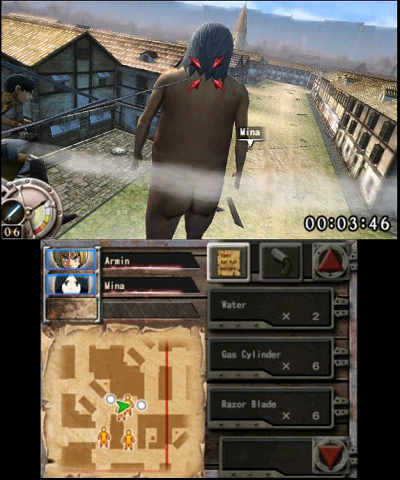 Mina
06
00:03:46
Armin
Mina
Water
× 2
Gas Cylinder
× 6
Razor Blade
× 6